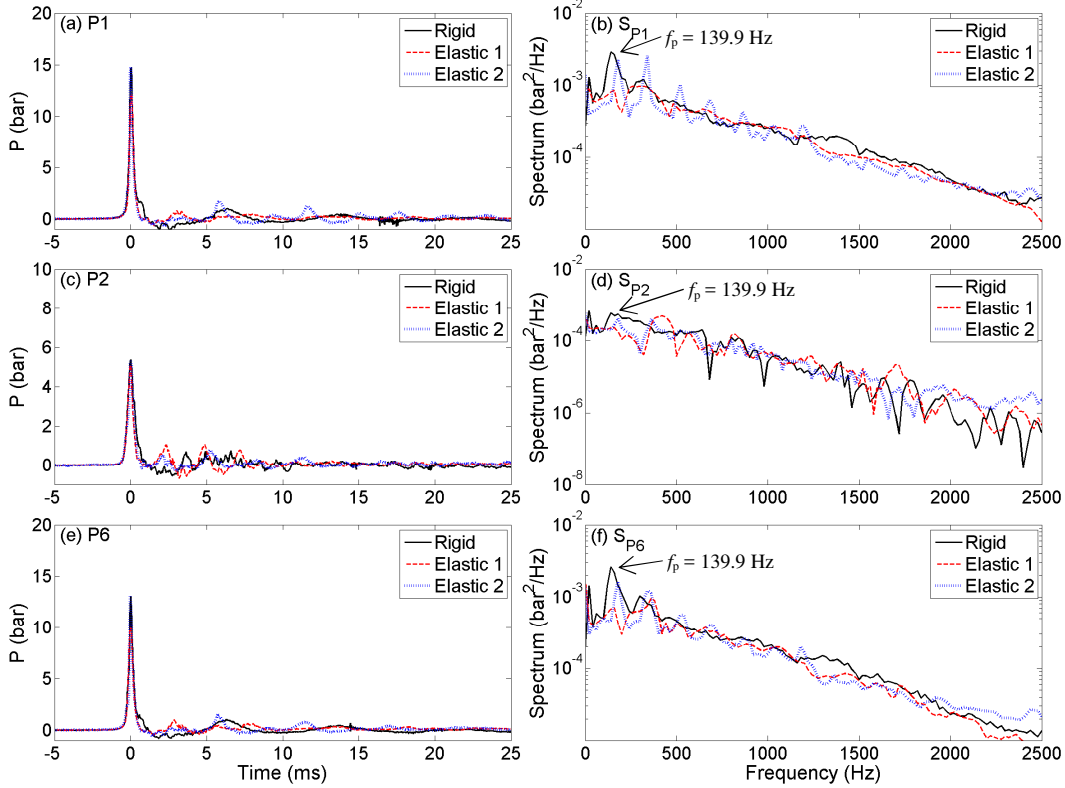 (a) P1
Rigid
Elastic 1
Elastic 2
P (bar)
20
15
10
5
0
-5 0 5 10 15 20 25
(b) S_P1
f_p = 139.9 Hz
Rigid
Elastic 1
Elastic 2
Spectrum (bar^2/Hz)
10^-2
10^-3
10^-4
0 500 1000 1500 2000 2500
(c) P2
Rigid
Elastic 1
Elastic 2
P (bar)
10
8
6
4
2
0
-5 0 5 10 15 20 25
(d) S_P2
f_p = 139.9 Hz
Rigid
Elastic 1
Elastic 2
Spectrum (bar^2/Hz)
10^-2
10^-4
10^-6
10^-8
0 500 1000 1500 2000 2500
(e) P6
Rigid
Elastic 1
Elastic 2
P (bar)
20
15
10
5
0
-5 0 5 10 15 20 25
Time (ms)
(f) S_P6
f_p = 139.9 Hz
Rigid
Elastic 1
Elastic 2
Spectrum (bar^2/Hz)
10^-2
10^-3
10^-4
0 500 1000 1500 2000 2500
Frequency (Hz)